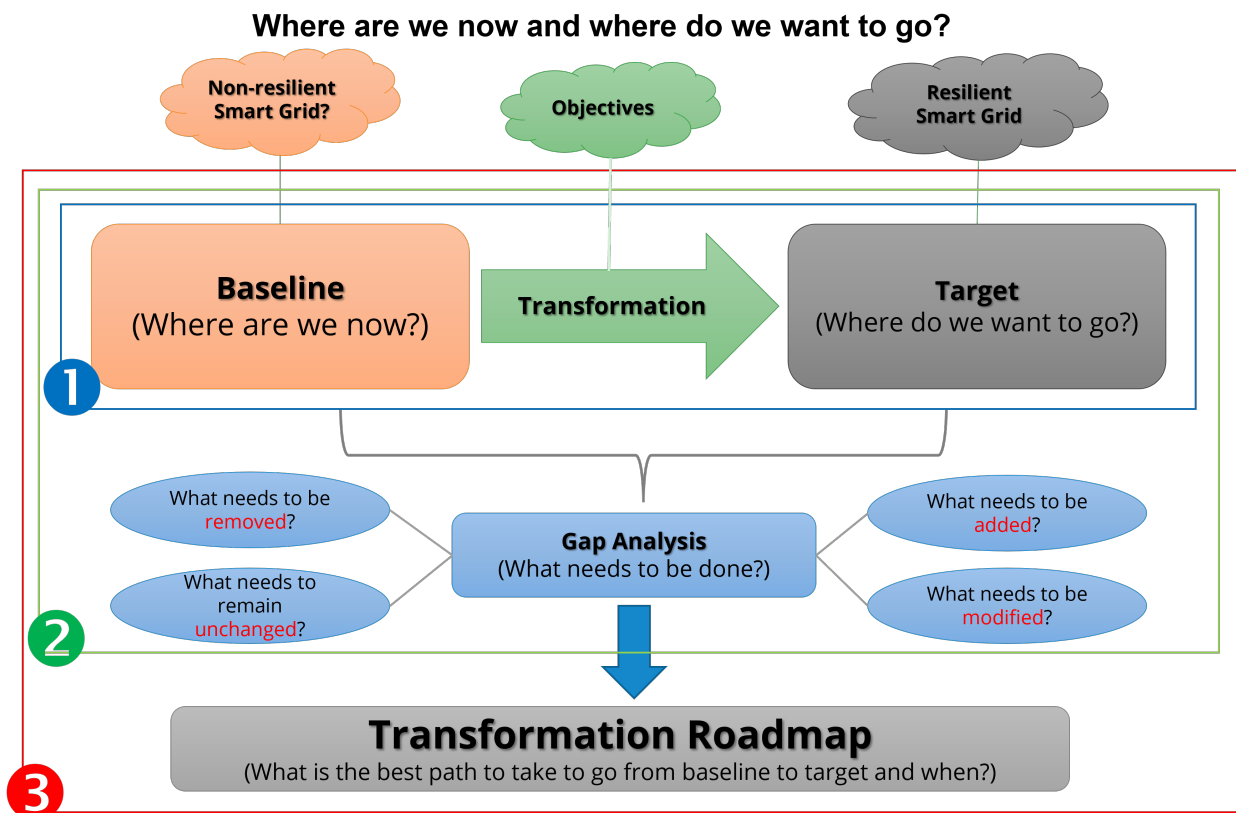 Where are we now and where do we want to go?
Non-resilient
Smart Grid?
Objectives
Resilient
Smart Grid
Baseline
(Where are we now?)
Transformation
Target
(Where do we want to go?)
1
What needs to be
removed?
What needs to be
added?
Gap Analysis
(What needs to be done?)
What needs to
remain
unchanged?
What needs to be
modified?
2
Transformation Roadmap
(What is the best path to take to go from baseline to target and when?)
3